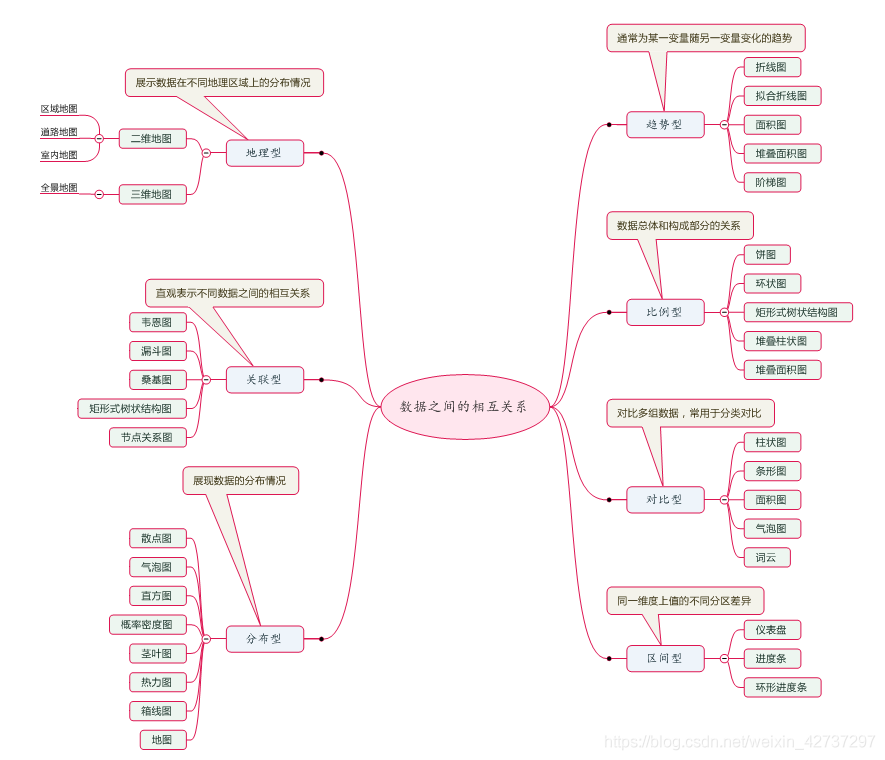 数据之间的相互关系
通常为某一变量随另一变量变化的趋势
趋势型
折线图
拟合折线图
面积图
堆叠面积图
阶梯图
数据总体和构成部分的关系
比例型
饼图
环状图
矩形式树状结构图
堆叠柱状图
堆叠面积图
对比多组数据，常用于分类对比
对比型
柱状图
条形图
面积图
气泡图
词云
同一维度上值的不同分区差异
区间型
仪表盘
进度条
环形进度条
展示数据在不同地理区域上的分布情况
地理型
二维地图
区域地图
道路地图
室内地图
三维地图
全景地图
直观表示不同数据之间的相互关系
关联型
韦恩图
漏斗图
桑基图
矩形式树状结构图
节点关系图
展现数据的分布情况
分布型
散点图
气泡图
直方图
概率密度图
茎叶图
热力图
箱线图
地图
https://blog.csdn.net/weixin_42737297